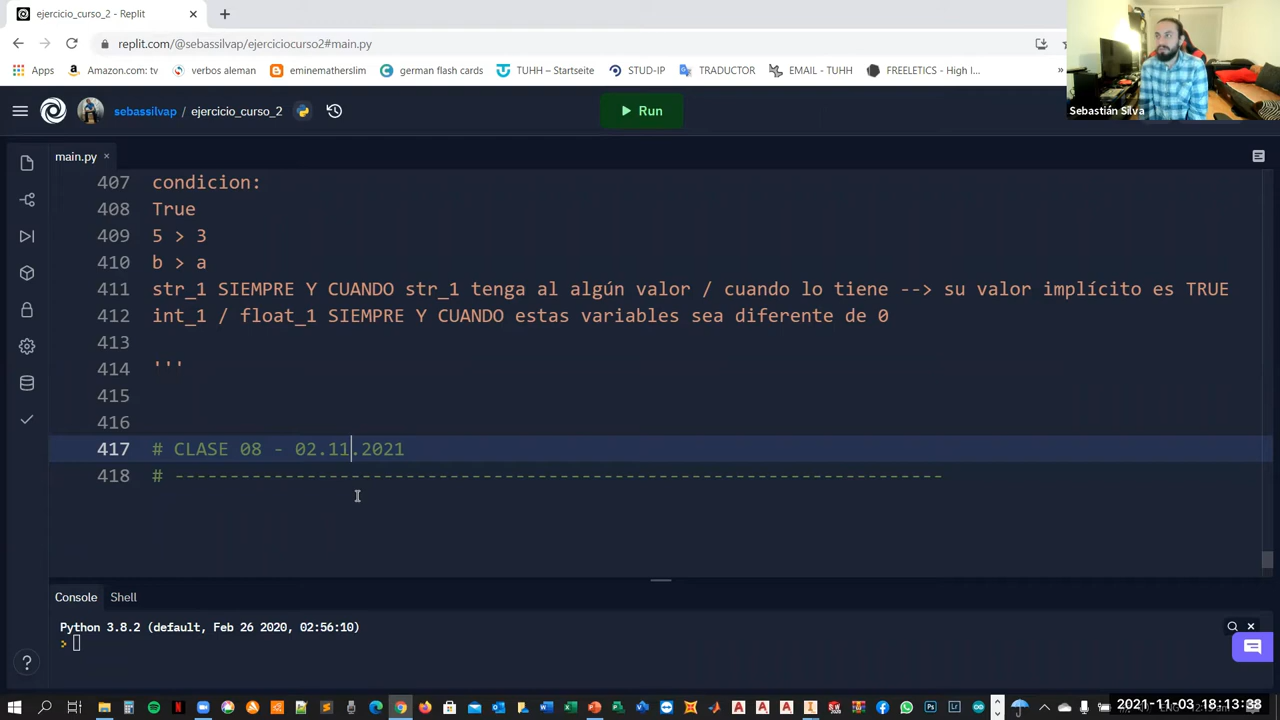 ejercicio_curso_2 - Replit
replit.com/@sebassilvap/ejerciciocurso2#main.py
Apps
Amazon.com: tv
verbos aleman
eminematherslim
german flash cards
TUHH – Startseite
STUD-IP
TRADUCTOR
EMAIL - TUHH
FREELETICS - High I...
»
Sebastián Silva
sebassilvap / ejercicio_curso_2
Run
main.py
407 condicion:
408 True
409 5 > 3
410 b > a
411 str_1 SIEMPRE Y CUANDO str_1 tenga al algún valor / cuando lo tiene --> su valor implícito es TRUE
412 int_1 / float_1 SIEMPRE Y CUANDO estas variables sea diferente de 0
413
414 '''
415
416
417 # CLASE 08 - 02.11.2021
418 # ----------------------------------------------------------------------
Console
Shell
Python 3.8.2 (default, Feb 26 2020, 02:56:10)
>
2021-11-03 18:13:38